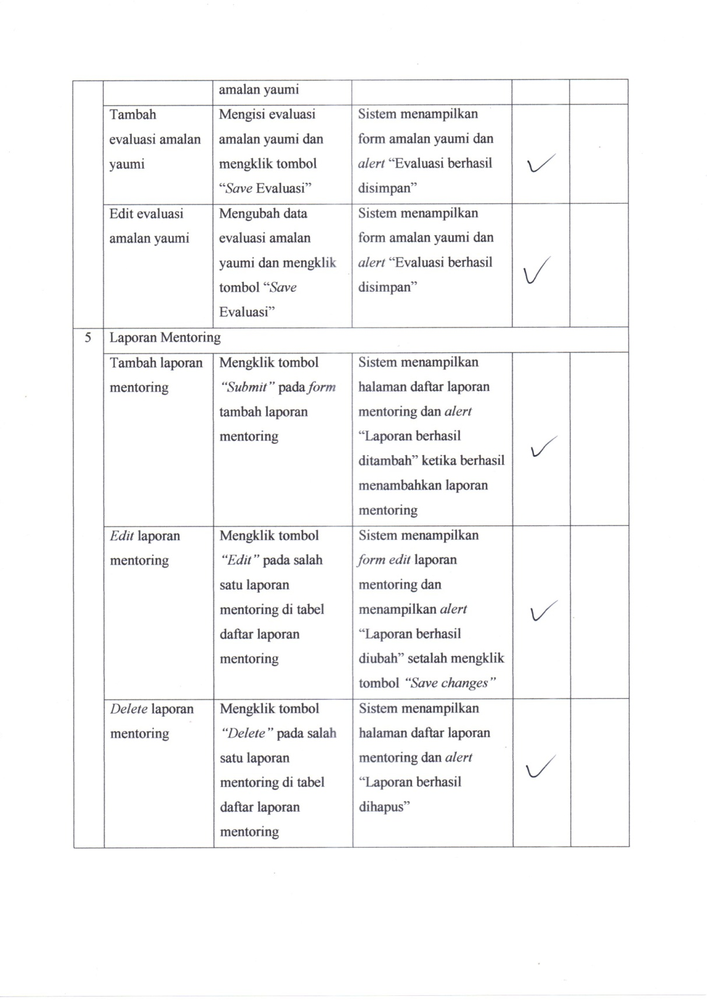 amalan yaumi
Tambah
evaluasi amalan
yaumi
Mengisi evaluasi
amalan yaumi dan
mengklik tombol
“Save Evaluasi”
Sistem menampilkan
form amalan yaumi dan
alert “Evaluasi berhasil
disimpan”
✓
Edit evaluasi
amalan yaumi
Mengubah data
evaluasi amalan
yaumi dan mengklik
tombol “Save
Evaluasi”
Sistem menampilkan
form amalan yaumi dan
alert “Evaluasi berhasil
disimpan”
✓
5
Laporan Mentoring
Tambah laporan
mentoring
Mengklik tombol
“Submit” pada form
tambah laporan
mentoring
Sistem menampilkan
halaman daftar laporan
mentoring dan alert
“Laporan berhasil
ditambah” ketika berhasil
menambahkan laporan
mentoring
✓
Edit laporan
mentoring
Mengklik tombol
“Edit” pada salah
satu laporan
mentoring di tabel
daftar laporan
mentoring
Sistem menampilkan
form edit laporan
mentoring dan
menampilkan alert
“Laporan berhasil
diubah” setalah mengklik
tombol “Save changes”
✓
Delete laporan
mentoring
Mengklik tombol
“Delete” pada salah
satu laporan
mentoring di tabel
daftar laporan
mentoring
Sistem menampilkan
halaman daftar laporan
mentoring dan alert
“Laporan berhasil
dihapus”
✓